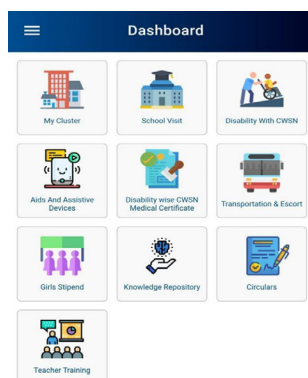 Dashboard
My Cluster
School Visit
Disability With CWSN
Aids And Assistive
Devices
Disability wise CWSN
Medical Certificate
Transportation & Escort
Girls Stipend
Knowledge Repository
Circulars
Teacher Training